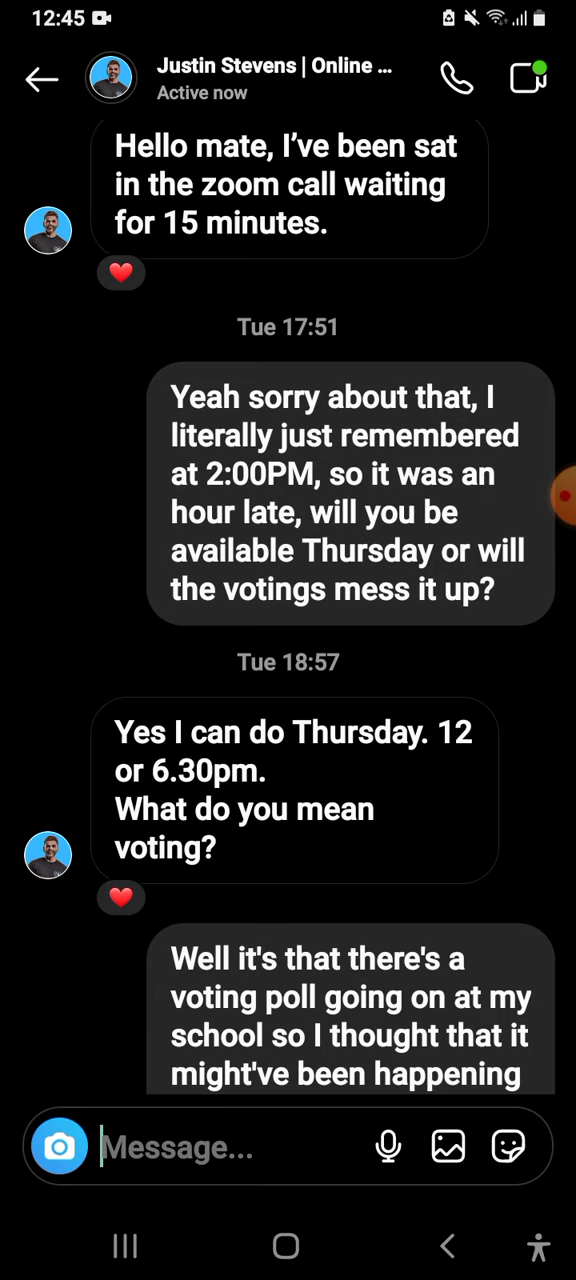 12:45
Justin Stevens | Online ...
Active now
Hello mate, I’ve been sat
in the zoom call waiting
for 15 minutes.
Tue 17:51
Yeah sorry about that, I
literally just remembered
at 2:00PM, so it was an
hour late, will you be
available Thursday or will
the votings mess it up?
Tue 18:57
Yes I can do Thursday. 12
or 6.30pm.
What do you mean
voting?
Well it's that there's a
voting poll going on at my
school so I thought that it
might've been happening
Message...